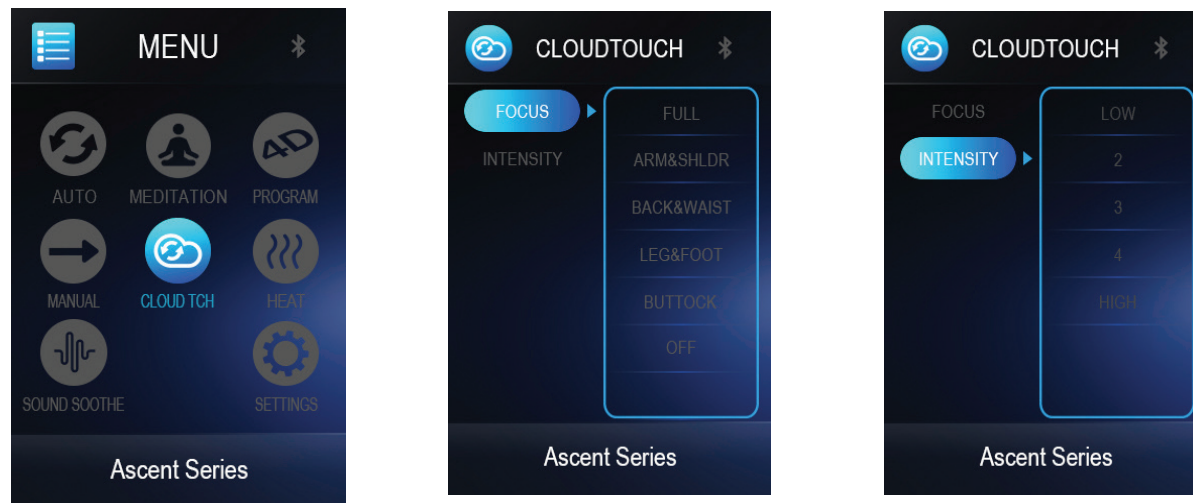 MENU
4D
AUTO MEDITATION PROGRAM
MANUAL CLOUD TCH HEAT
SOUND SOOTHE SETTINGS
Ascent Series
CLOUDTOUCH
FOCUS
INTENSITY
FULL
ARM&SHLDR
BACK&WAIST
LEG&FOOT
BUTTOCK
OFF
Ascent Series
CLOUDTOUCH
FOCUS
INTENSITY
LOW
2
3
4
HIGH
Ascent Series